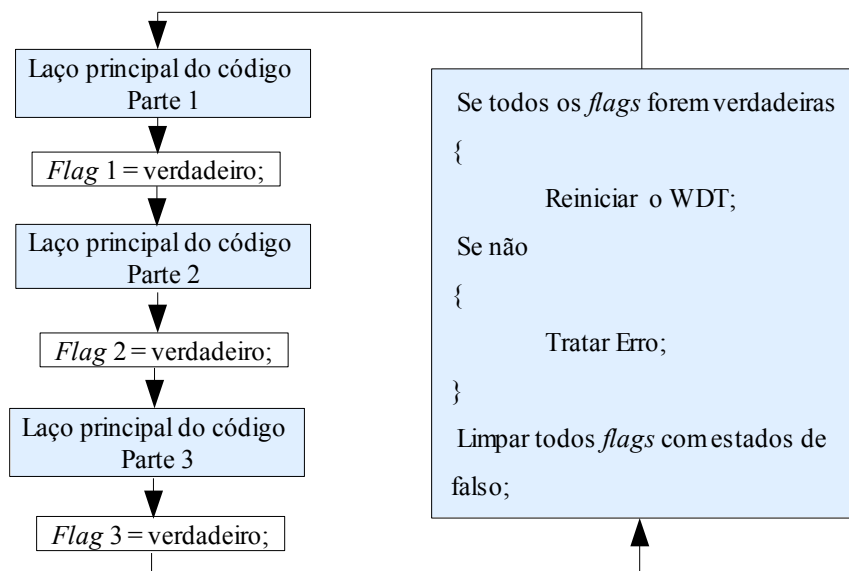 Laço principal do código
Parte 1
Flag 1 = verdadeiro;
Laço principal do código
Parte 2
Flag 2 = verdadeiro;
Laço principal do código
Parte 3
Flag 3 = verdadeiro;
Se todos os flags forem verdadeiras
{
Reiniciar o WDT;
Se não
{
Tratar Erro;
}
Limpar todos flags com estados de
falso;